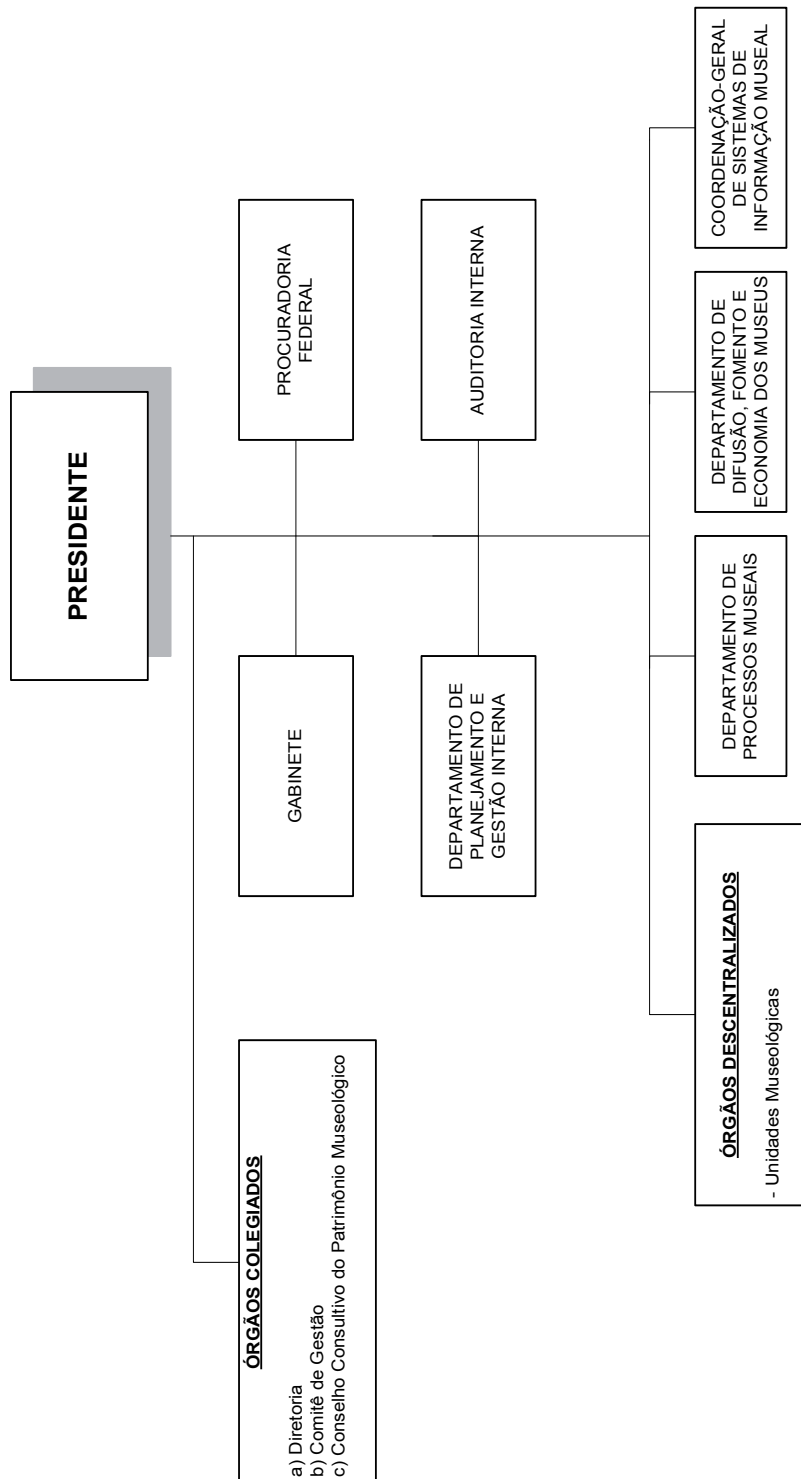 PRESIDENTE
ÓRGÃOS COLEGIADOS
a) Diretoria
b) Comitê de Gestão
c) Conselho Consultivo do Patrimônio Museológico
GABINETE
PROCURADORIA
FEDERAL
DEPARTAMENTO DE
PLANEJAMENTO E
GESTÃO INTERNA
AUDITORIA INTERNA
ÓRGÃOS DESCENTRALIZADOS
- Unidades Museológicas
DEPARTAMENTO DE
PROCESSOS MUSEAIS
DEPARTAMENTO DE
DIFUSÃO, FOMENTO E
ECONOMIA DOS MUSEUS
COORDENAÇÃO-GERAL
DE SISTEMAS DE
INFORMAÇÃO MUSEAL